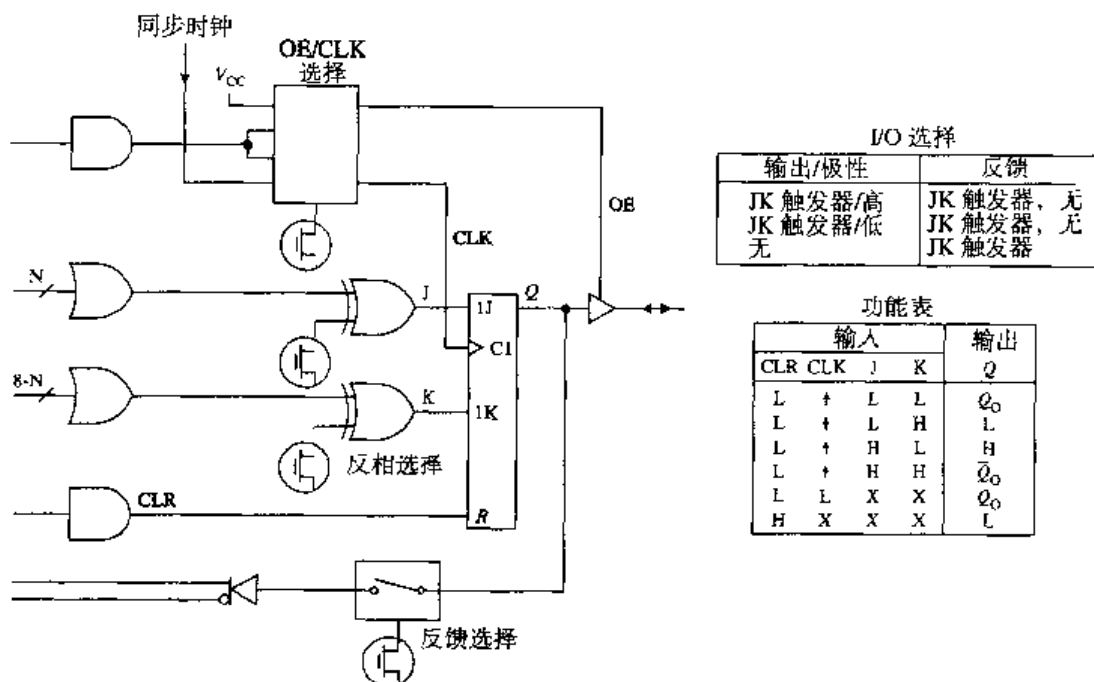 同步时钟
OE/CLK
选择
V_CC
OE
CLK
N
J
1J
Q
C1
8-N
K
1K
反相选择
CLR
R
反馈选择
I/O 选择
输出/极性 反馈
JK 触发器/高 JK 触发器, 无
JK 触发器/低 JK 触发器, 无
无 JK 触发器
功能表
输入 输出
CLR CLK J K Q
L ↑ L L Q₀
L ↑ L H L
L ↑ H L H
L ↑ H H Q̄₀
L L X X Q₀
H X X X L